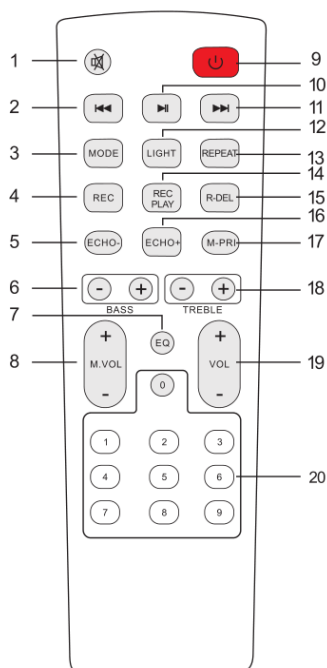 1 9
10
2 11
12
3 MODE LIGHT REPEAT 13
14
4 REC REC PLAY R-DEL 15
16
5 ECHO- ECHO+ M-PRI 17
6 - + - + 18
BASS TREBLE
7 EQ
+ +
8 M.VOL VOL 19
- -
0
1 2 3
4 5 6 20
7 8 9